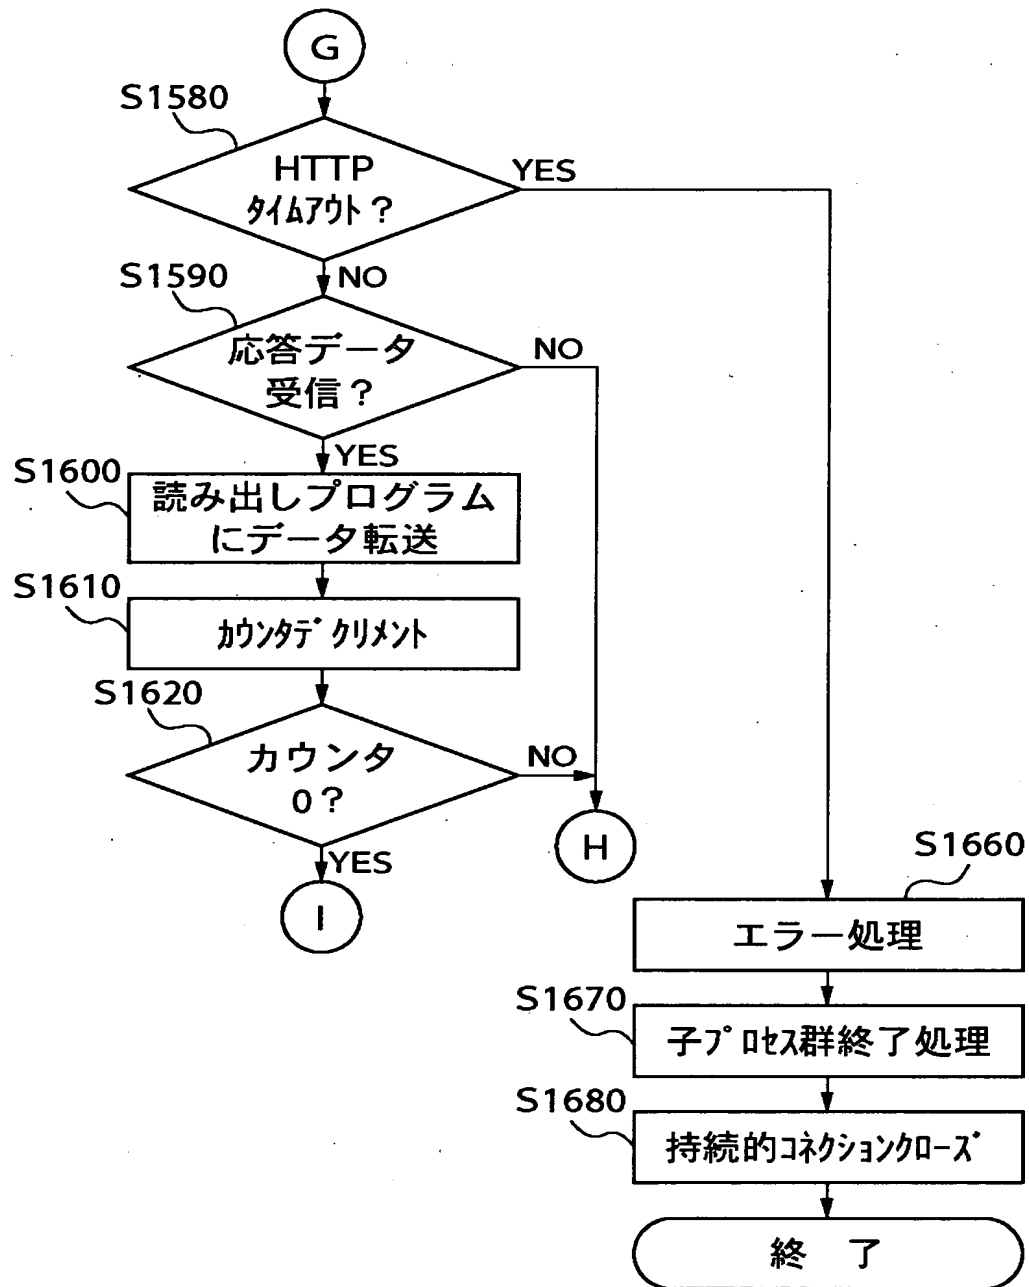 G
S1580
HTTP
タイムアウト？
YES
NO
S1590
応答データ
受信？
NO
YES
S1600
読み出しプログラム
にデータ転送
S1610
カウンタデクリメント
S1620
カウンタ
0？
NO
YES
H
I
S1660
エラー処理
S1670
子プロセス群終了処理
S1680
持続的コネクションクローズ
終 了